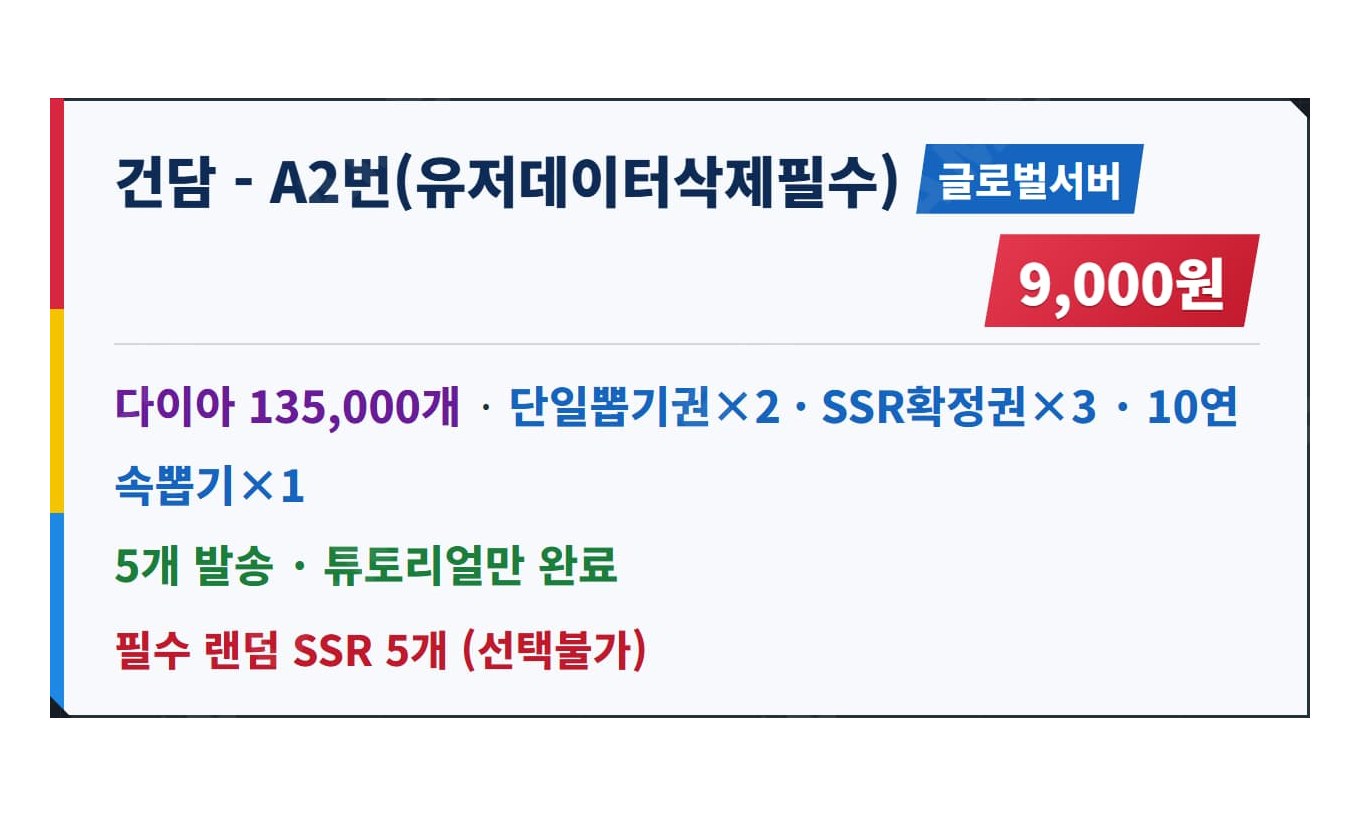 건담 - A2번(유저데이터삭제필수) 글로벌서버
9,000원
다이아 135,000개 · 단일뽑기권×2 · SSR확정권×3 · 10연
속뽑기×1
5개 발송 · 튜토리얼만 완료
필수 랜덤 SSR 5개 (선택불가)